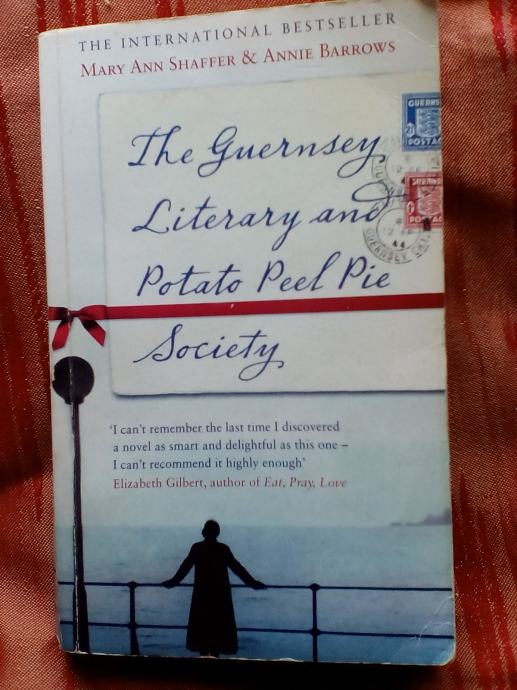 THE INTERNATIONAL BESTSELLER
MARY ANN SHAFFER & ANNIE BARROWS
The Guernsey
Literary and
Potato Peel Pie
Society
'I can't remember the last time I discovered
a novel as smart and delightful as this one –
I can't recommend it highly enough'
Elizabeth Gilbert, author of Eat, Pray, Love